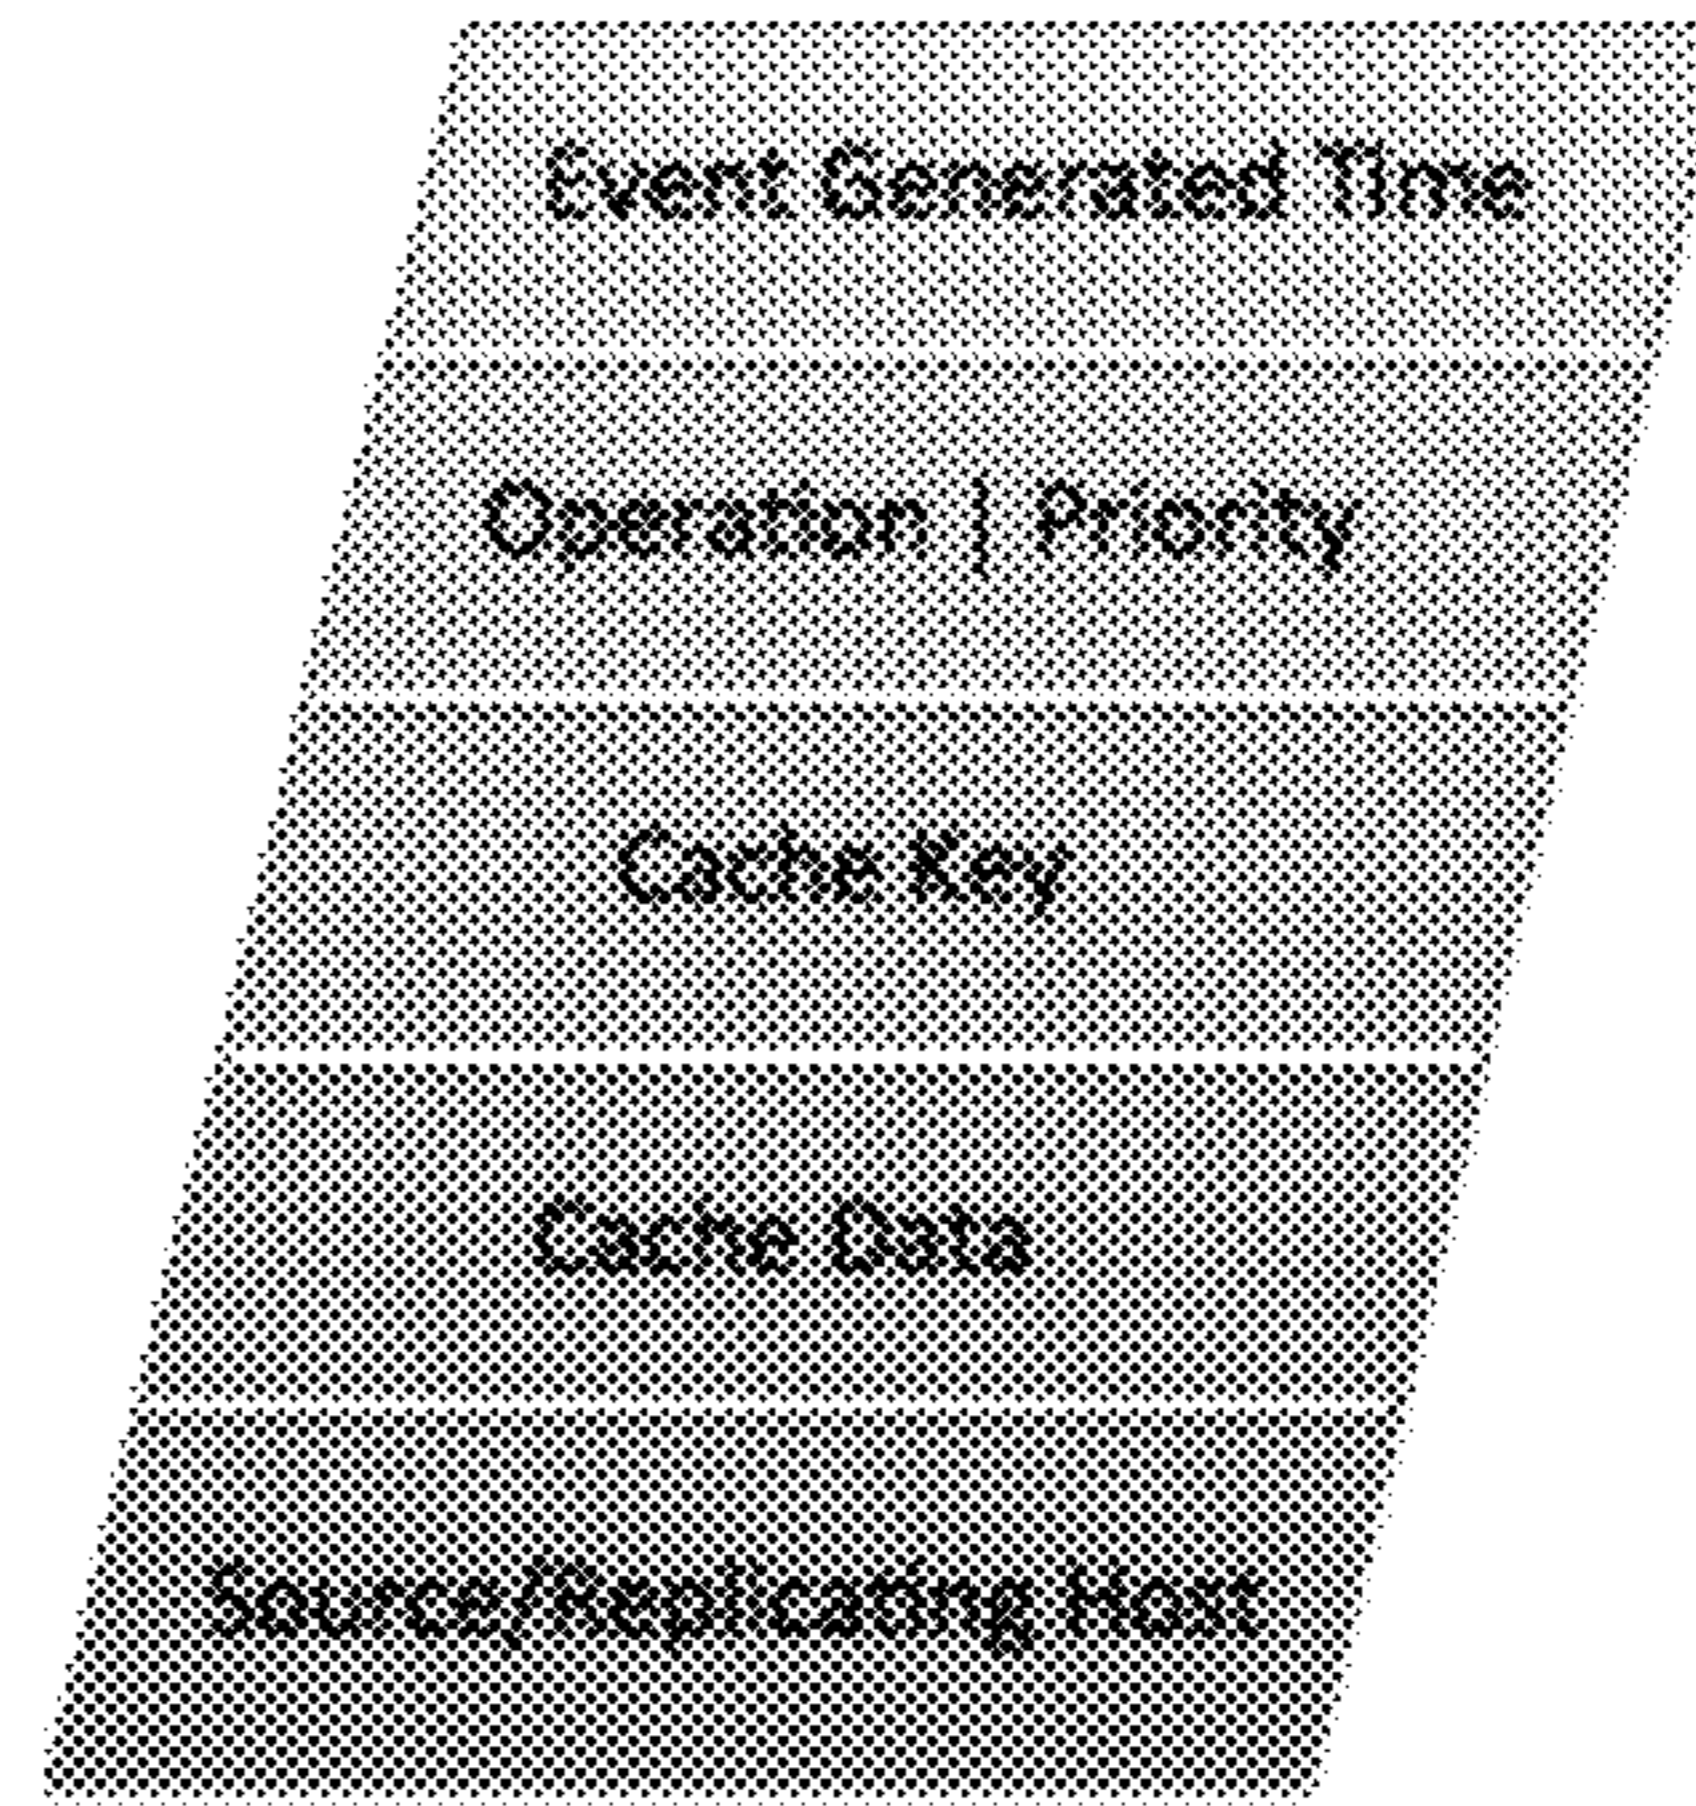 Event Generated Time
Operation | Priority
Cache Key
Cache Data
Source/Replicating Host